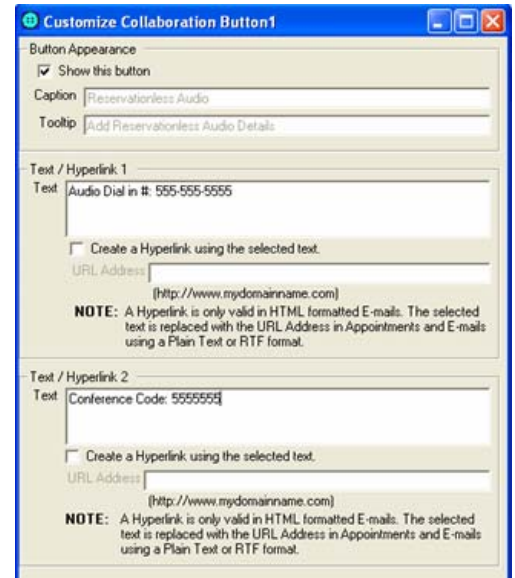 Customize Collaboration Button1
Button Appearance
Show this button
Caption Reservationless Audio
Tooltip Add Reservationless Audio Details
Text / Hyperlink 1
Text Audio Dial in #: 555-555-5555
Create a Hyperlink using the selected text.
URL Address
(http://www.mydomainname.com)
NOTE: A Hyperlink is only valid in HTML formatted E-mails. The selected
text is replaced with the URL Address in Appointments and E-mails
using a Plain Text or RTF format.
Text / Hyperlink 2
Text Conference Code: 5555555
Create a Hyperlink using the selected text.
URL Address
(http://www.mydomainname.com)
NOTE: A Hyperlink is only valid in HTML formatted E-mails. The selected
text is replaced with the URL Address in Appointments and E-mails
using a Plain Text or RTF format.